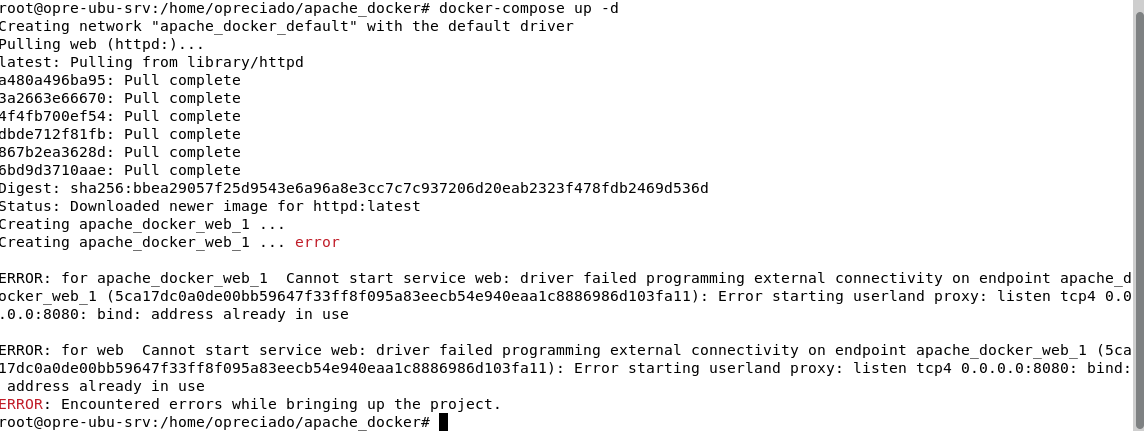 root@opre-ubu-srv:/home/opreciado/apache_docker# docker-compose up -d
Creating network "apache_docker_default" with the default driver
Pulling web (httpd:)...
latest: Pulling from library/httpd
a480a496ba95: Pull complete
3a2663e66670: Pull complete
4f4fb700ef54: Pull complete
dbde712f81fb: Pull complete
867b2ea3628d: Pull complete
6bd9d3710aae: Pull complete
Digest: sha256:bbea29057f25d9543e6a96a8e3cc7c7c937206d20eab2323f478fdb2469d536d
Status: Downloaded newer image for httpd:latest
Creating apache_docker_web_1 ...
Creating apache_docker_web_1 ... error
ERROR: for apache_docker_web_1  Cannot start service web: driver failed programming external connectivity on endpoint apache_d
ocker_web_1 (5ca17dc0a0de00bb59647f33ff8f095a83eecb54e940eaa1c8886986d103fa11): Error starting userland proxy: listen tcp4 0.0
.0.0:8080: bind: address already in use
ERROR: for web  Cannot start service web: driver failed programming external connectivity on endpoint apache_docker_web_1 (5ca
17dc0a0de00bb59647f33ff8f095a83eecb54e940eaa1c8886986d103fa11): Error starting userland proxy: listen tcp4 0.0.0.0:8080: bind:
 address already in use
ERROR: Encountered errors while bringing up the project.
root@opre-ubu-srv:/home/opreciado/apache_docker#